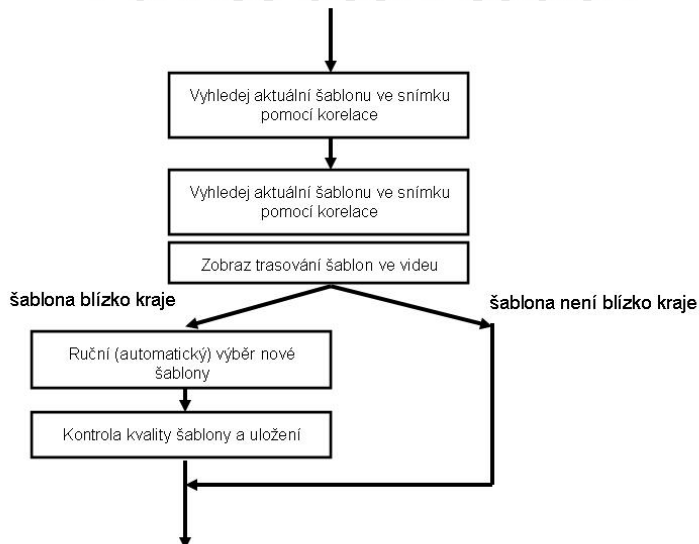 Vyhledej aktuální šablonu ve snímku
pomocí korelace
Vyhledej aktuální šablonu ve snímku
pomocí korelace
Zobraz trasování šablon ve videu
šablona blízko kraje
šablona není blízko kraje
Ruční (automatický) výběr nové
šablony
Kontrola kvality šablony a uložení